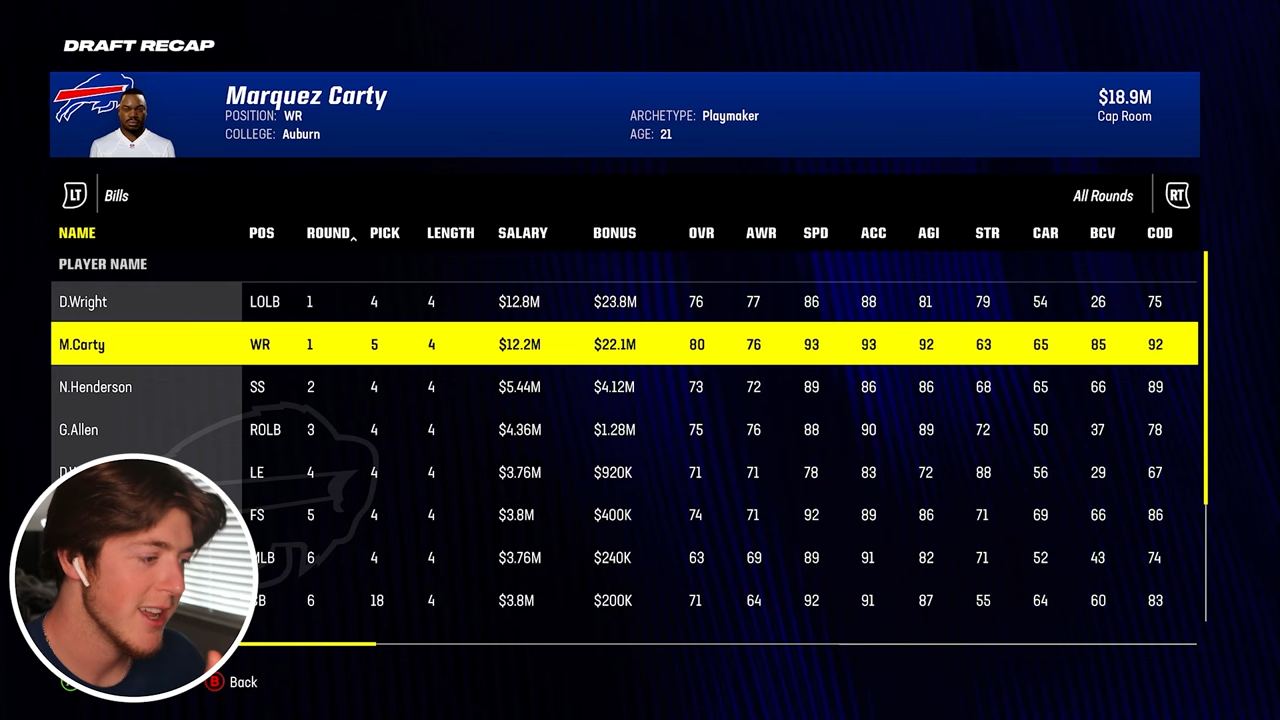 DRAFT RECAP
Marquez Carty
POSITION: WR
COLLEGE: Auburn
ARCHETYPE: Playmaker
AGE: 21
$18.9M
Cap Room
LT Bills All Rounds RT
NAME POS ROUND PICK LENGTH SALARY BONUS OVR AWR SPD ACC AGI STR CAR BCV COD
PLAYER NAME
D.Wright LOLB 1 4 4 $12.8M $23.8M 76 77 86 88 81 79 54 26 75
M.Carty WR 1 5 4 $12.2M $22.1M 80 76 93 93 92 63 65 85 92
N.Henderson SS 2 4 4 $5.44M $4.12M 73 72 89 86 86 68 65 66 89
G.Allen ROLB 3 4 4 $4.36M $1.28M 75 76 88 90 89 72 50 37 78
LE 4 4 4 $3.76M $920K 71 71 78 83 72 88 56 29 67
FS 5 4 4 $3.8M $400K 74 71 92 89 86 71 69 66 86
MLB 6 4 4 $3.76M $240K 63 69 89 91 82 71 52 43 74
6 18 4 $3.8M $200K 71 64 92 91 87 55 64 60 83
B Back